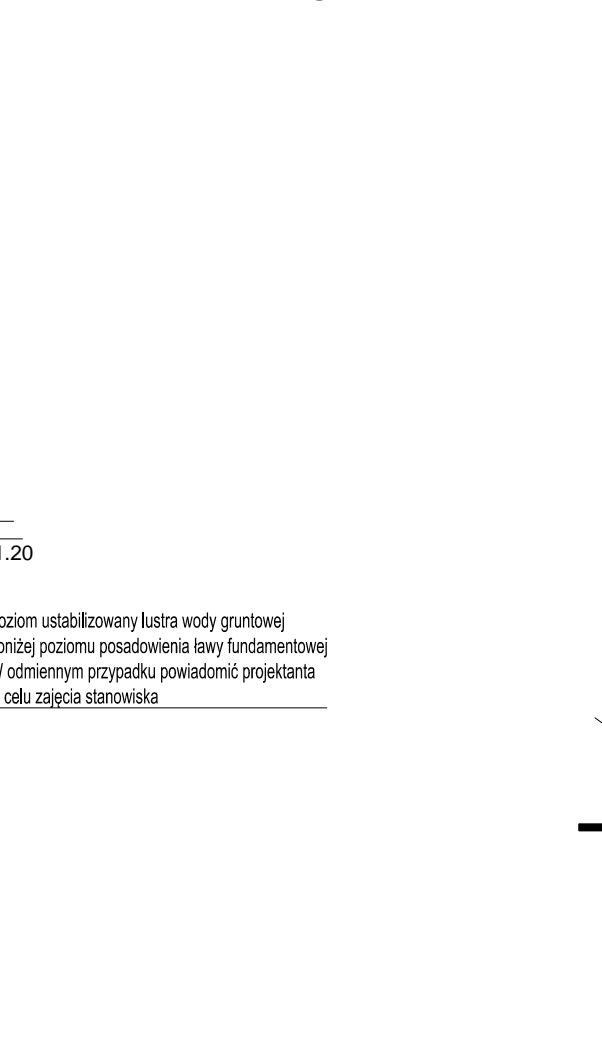 .20
oziom ustabilizowany lustra wody gruntowej
oniżej poziomu posadowienia ławy fundamentowej
odmiennym przypadku powiadomić projektanta
celu zajęcia stanowiska